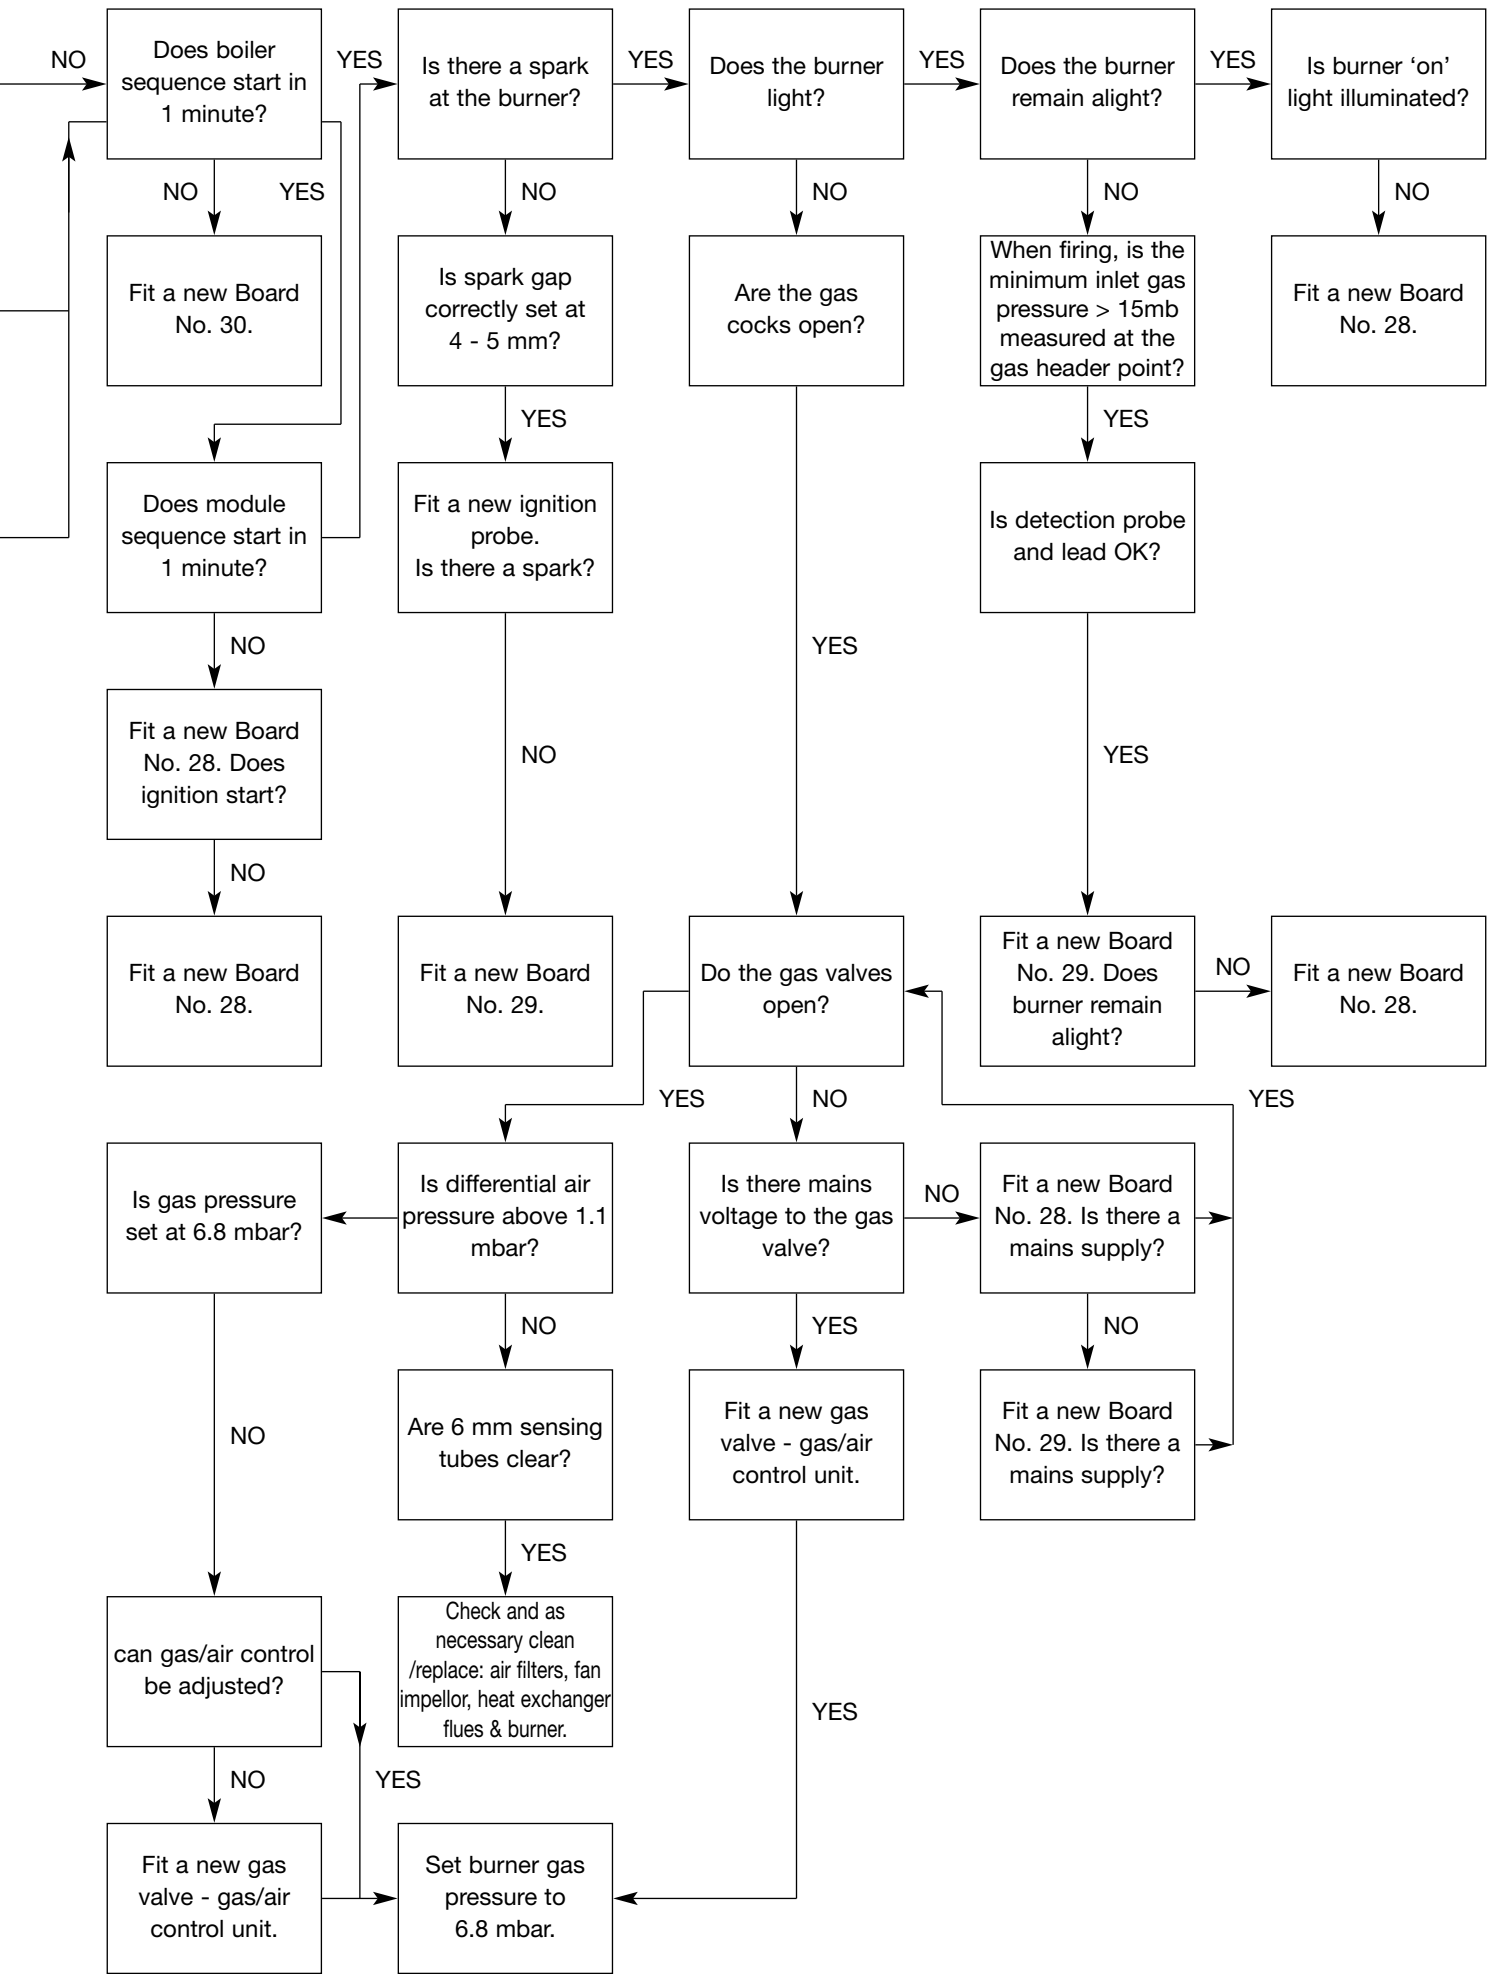 NO
Does boiler
sequence start in
1 minute?
YES
Is there a spark
at the burner?
YES
Does the burner
light?
YES
Does the burner
remain alight?
YES
Is burner ‘on’
light illuminated?
NO
YES
NO
NO
NO
NO
Fit a new Board
No. 30.
Is spark gap
correctly set at
4 - 5 mm?
Are the gas
cocks open?
When firing, is the
minimum inlet gas
pressure > 15mb
measured at the
gas header point?
Fit a new Board
No. 28.
YES
YES
Does module
sequence start in
1 minute?
Fit a new ignition
probe.
Is there a spark?
Is detection probe
and lead OK?
NO
YES
Fit a new Board
No. 28. Does
ignition start?
NO
YES
NO
Fit a new Board
No. 28.
Fit a new Board
No. 29.
Do the gas valves
open?
Fit a new Board
No. 29. Does
burner remain
alight?
NO
Fit a new Board
No. 28.
YES
NO
YES
Is gas pressure
set at 6.8 mbar?
Is differential air
pressure above 1.1
mbar?
Is there mains
voltage to the gas
valve?
NO
Fit a new Board
No. 28. Is there a
mains supply?
NO
YES
NO
NO
Are 6 mm sensing
tubes clear?
Fit a new gas
valve - gas/air
control unit.
Fit a new Board
No. 29. Is there a
mains supply?
YES
can gas/air control
be adjusted?
Check and as
necessary clean
/replace: air filters, fan
impellor, heat exchanger
flues & burner.
YES
NO
YES
Fit a new gas
valve - gas/air
control unit.
Set burner gas
pressure to
6.8 mbar.